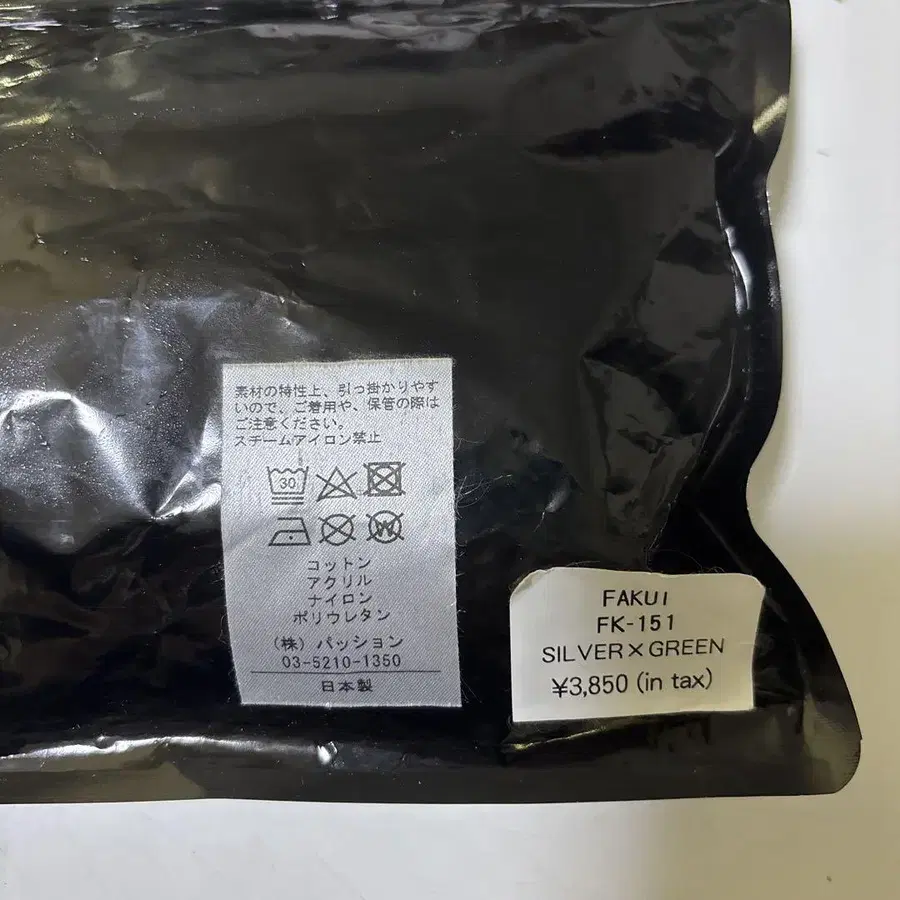 素材の特性上、引っ掛かりやす
いので、ご着用や、保管の際は
ご注意ください。
スチームアイロン禁止
30
W
コットン
アクリル
ナイロン
ポリウレタン
(株) パッション
03-5210-1350
日本製
FAKUI
FK-151
SILVER×GREEN
¥3,850 (in tax)